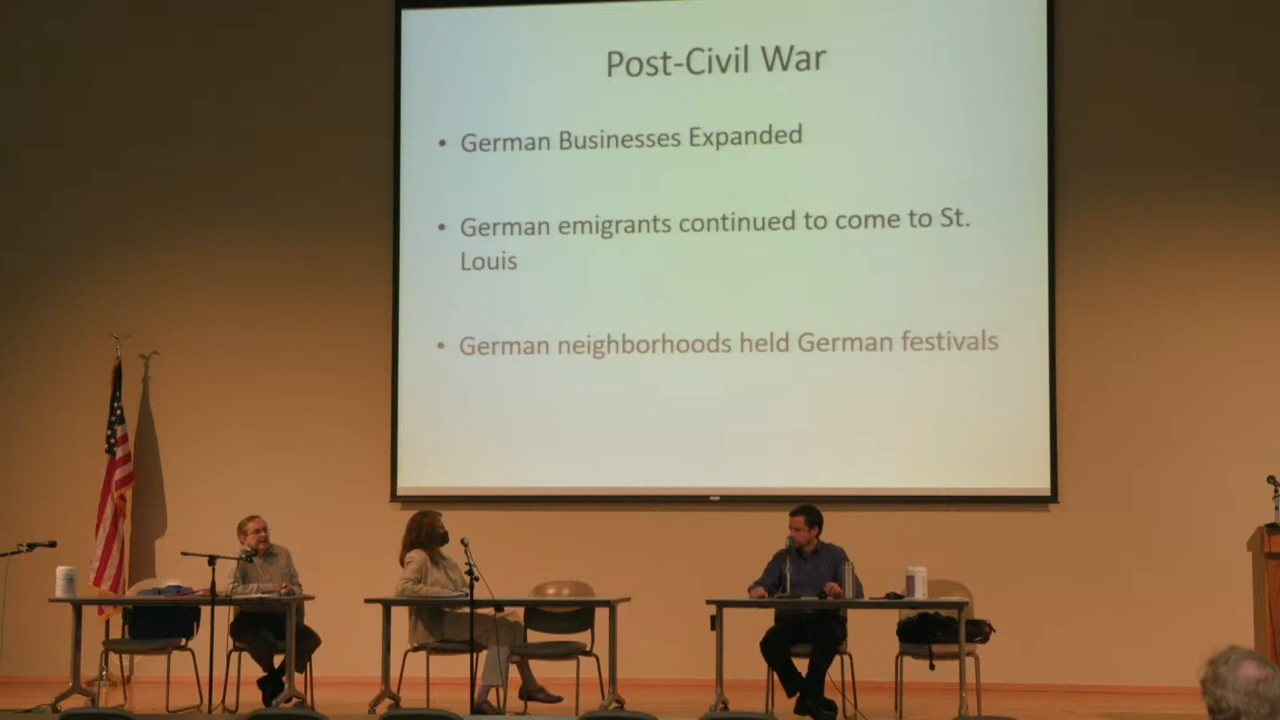 Post-Civil War
• German Businesses Expanded
• German emigrants continued to come to St.
Louis
• German neighborhoods held German festivals